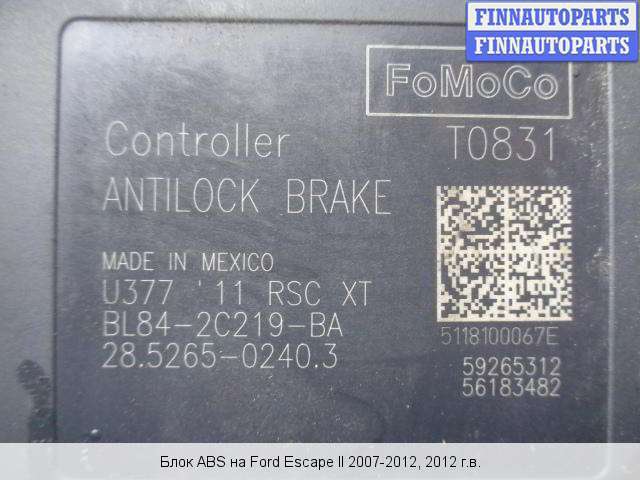 FINNAUTOPARTS
FINNAUTOPARTS
FoMoCo
Controller T0831
ANTILOCK BRAKE
MADE IN MEXICO
U377 '11 RSC XT
BL84-2C219-BA
28.5265-0240.3
5118100067E
59265312
56183482
Блок ABS на Ford Escape II 2007-2012, 2012 г.в.